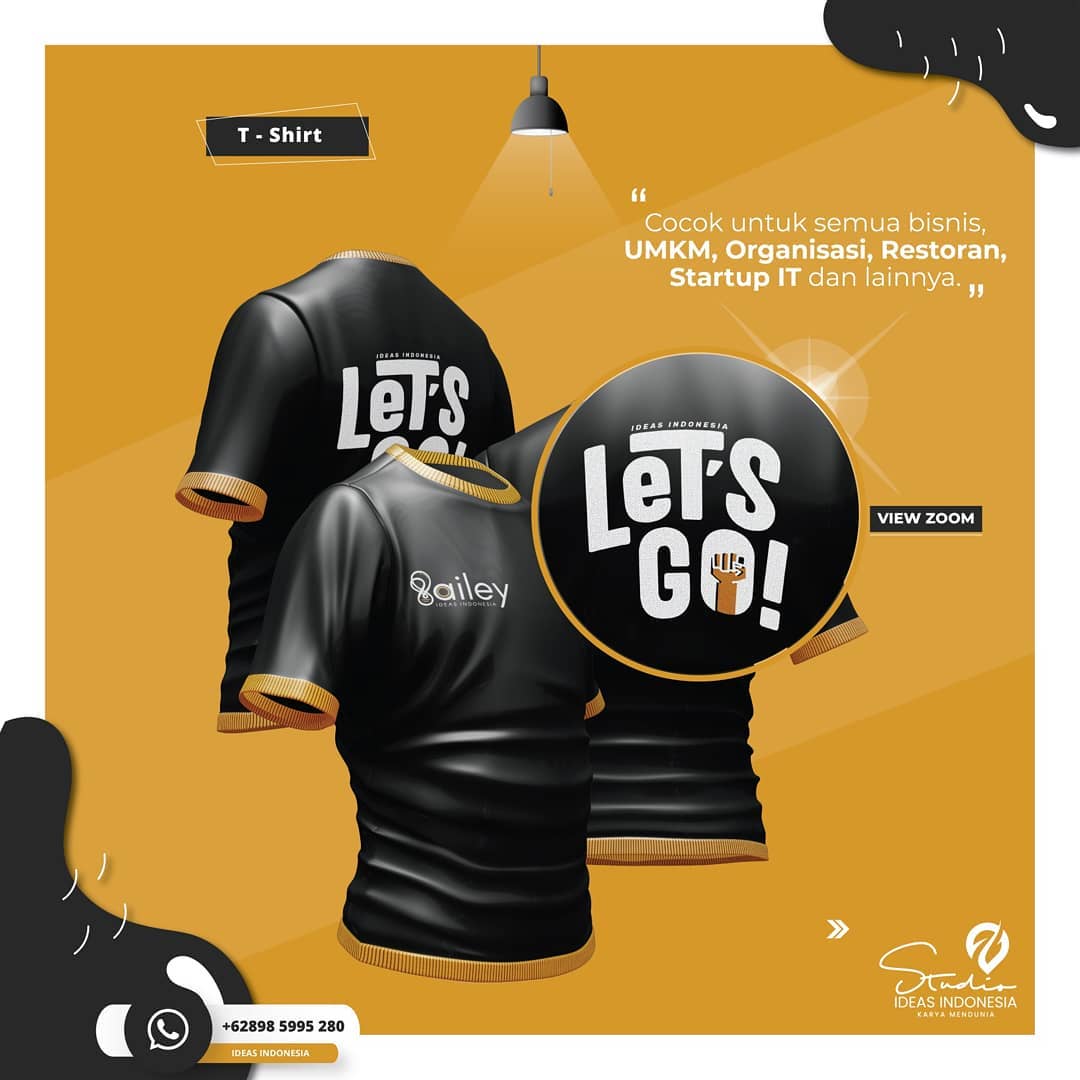 T - Shirt
“
Cocok untuk semua bisnis,
UMKM, Organisasi, Restoran,
Startup IT dan lainnya. ”
IDEAS INDONESIA
LeT'S
GO!
IDEAS INDONESIA
LeT'S
GO!
VIEW ZOOM
Bailey
IDEAS INDONESIA
Studio
IDEAS INDONESIA
KARYA MENDUNIA
+62898 5995 280
IDEAS INDONESIA